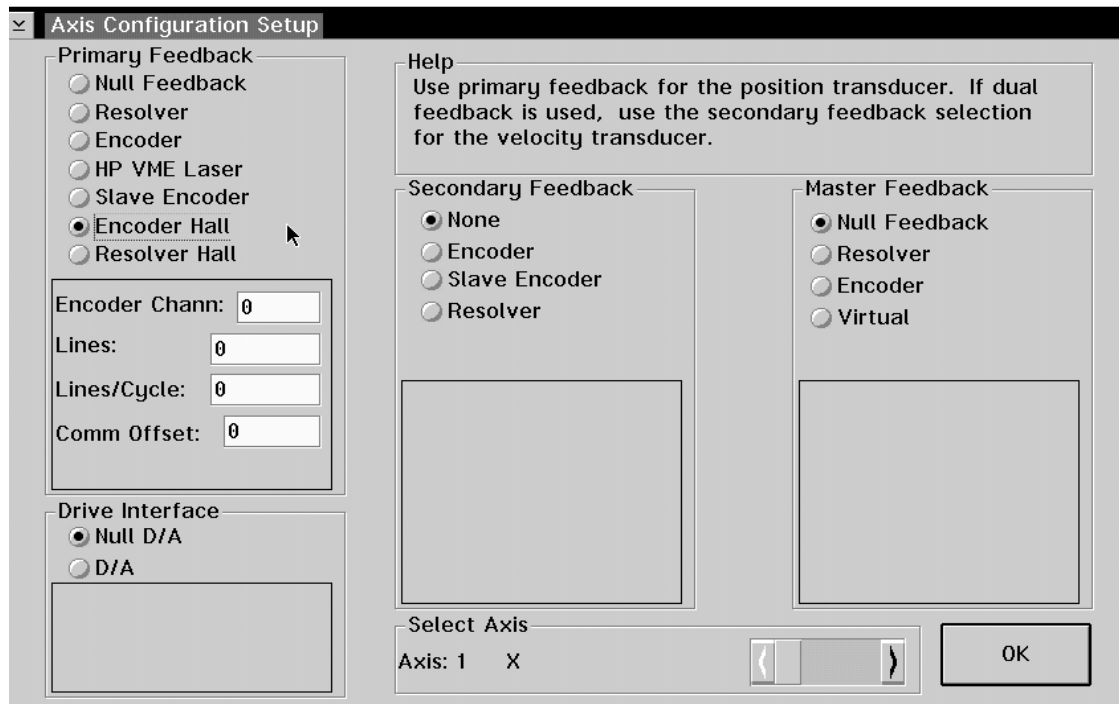 Axis Configuration Setup
Primary Feedback
Null Feedback
Resolver
Encoder
HP VME Laser
Slave Encoder
Encoder Hall
Resolver Hall
Encoder Chann: 0
Lines: 0
Lines/Cycle: 0
Comm Offset: 0
Drive Interface
Null D/A
D/A
Help
Use primary feedback for the position transducer. If dual
feedback is used, use the secondary feedback selection
for the velocity transducer.
Secondary Feedback
None
Encoder
Slave Encoder
Resolver
Master Feedback
Null Feedback
Resolver
Encoder
Virtual
Select Axis
Axis: 1 X
OK